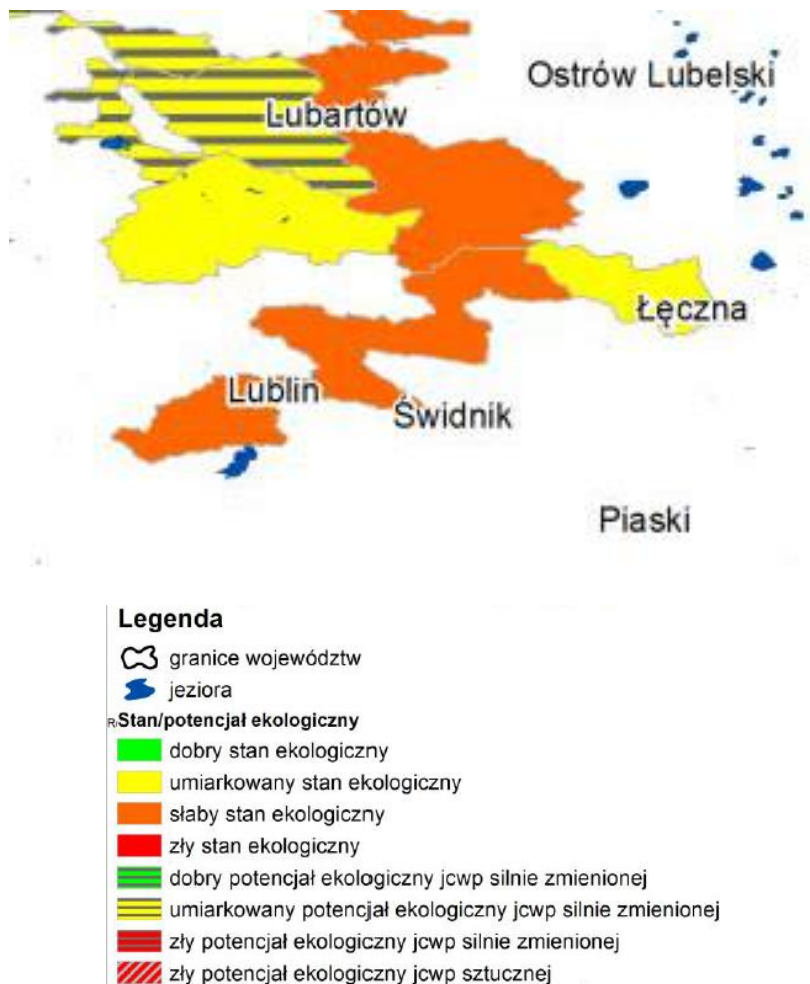 Ostrów Lubelski
Lubartów
Łęczna
Lublin
Świdnik
Piaski
Legenda
granice województw
jeziora
Stan/potencjał ekologiczny
dobry stan ekologiczny
umiarkowany stan ekologiczny
słaby stan ekologiczny
zły stan ekologiczny
dobry potencjał ekologiczny jcwp silnie zmienionej
umiarkowany potencjał ekologiczny jcwp silnie zmienionej
zły potencjał ekologiczny jcwp silnie zmienionej
zły potencjał ekologiczny jcwp sztucznej